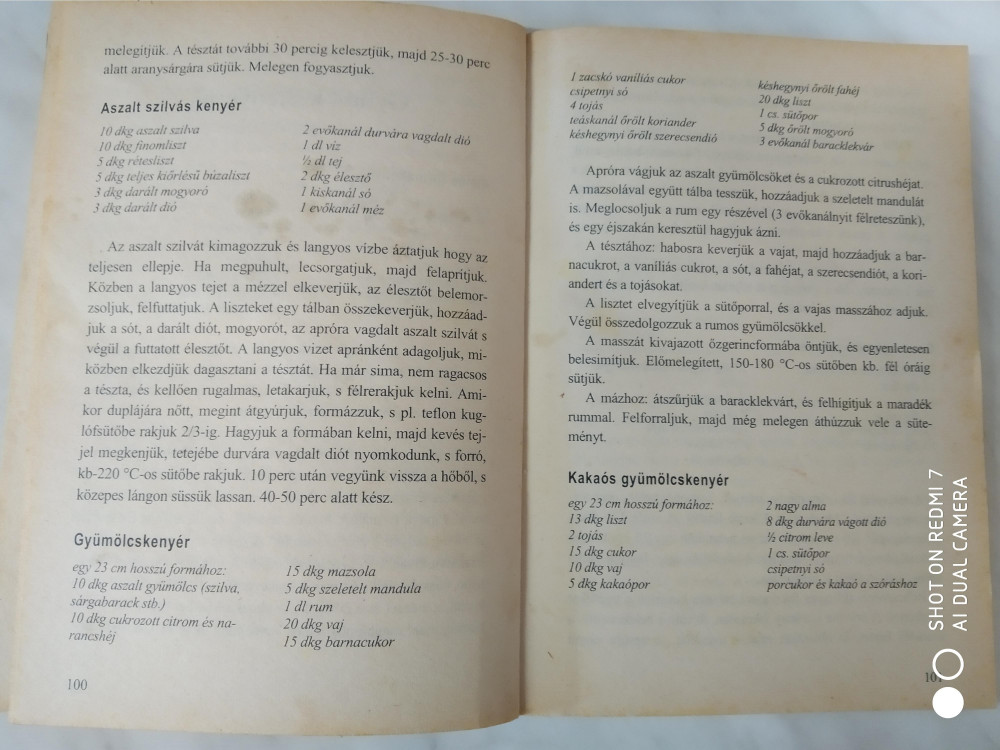 melegítjük. A tésztát további 30 percig kelesztjük, majd 25-30 perc
alatt aranysárgára sütjük. Melegen fogyasztjuk.
Aszalt szilvás kenyér
10 dkg aszalt szilva
10 dkg finomliszt
5 dkg rétesliszt
5 dkg teljes kiőrlésű búzaliszt
3 dkg darált mogyoró
3 dkg darált dió
2 evőkanál durvára vagdalt dió
1 dl víz
½ dl tej
2 dkg élesztő
1 kiskanál só
1 evőkanál méz
Az aszalt szilvát kimagozzuk és langyos vízbe áztatjuk hogy az
teljesen ellepje. Ha megpuhult, lecsorgatjuk, majd felaprítjuk.
Közben a langyos tejet a mézzel elkeverjük, az élesztőt belemor-
zsoljuk, felfuttatjuk. A liszteket egy tálban összekeverjük, hozzáad-
juk a sót, a darált diót, mogyorót, az apróra vagdalt aszalt szilvát s
végül a futtatott élesztőt. A langyos vizet apránként adagoljuk, mi-
közben elkezdjük dagasztani a tésztát. Ha már sima, nem ragacsos
a tészta, és kellően rugalmas, letakarjuk, s félrerakjuk kelni. Ami-
kor duplájára nőtt, megint átgyúrjuk, formázzuk, s pl. teflon kug-
lófsütőbe rakjuk 2/3-ig. Hagyjuk a formában kelni, majd kevés tej-
jel megkenjük, tetejébe durvára vagdalt diót nyomkodunk, s forró,
kb-220 °C-os sütőbe rakjuk. 10 perc után vegyünk vissza a hőből, s
közepes lángon süssük lassan. 40-50 perc alatt kész.
Gyümölcskenyér
egy 23 cm hosszú formához:
10 dkg aszalt gyümölcs (szilva,
sárgabarack stb.)
10 dkg cukrozott citrom és na-
rancshéj
15 dkg mazsola
5 dkg szeletelt mandula
1 dl rum
20 dkg vaj
15 dkg barnacukor
100
1 zacskó vaníliás cukor
csipetnyi só
4 tojás
teáskanál őrölt koriander
késhegynyi őrölt szerecsendió
késhegynyi őrölt fahéj
20 dkg liszt
1 cs. sütőpor
5 dkg őrölt mogyoró
3 evőkanál baracklekvár
Apróra vágjuk az aszalt gyümölcsöket és a cukrozott citrushéjat.
A mazsolával együtt tálba tesszük, hozzáadjuk a szeletelt mandulát
is. Meglocsoljuk a rum egy részével (3 evőkanálnyit félreteszünk),
és egy éjszakán keresztül hagyjuk ázni.
A tésztához: habosra keverjük a vajat, majd hozzáadjuk a bar-
nacukrot, a vaníliás cukrot, a sót, a fahéjat, a szerecsendiót, a kori-
andert és a tojásokat.
A lisztet elvegyítjük a sütőporral, és a vajas masszához adjuk.
Végül összedolgozzuk a rumos gyümölcsökkel.
A masszát kivajazott őzgerincformába öntjük, és egyenletesen
belesimítjuk. Előmelegített, 150-180 °C-os sütőben kb. fél óráig
sütjük.
A mázhoz: átszűrjük a baracklekvárt, és felhígítjuk a maradék
rummal. Felforraljuk, majd még melegen áthúzzuk vele a süte-
ményt.
Kakaós gyümölcskenyér
egy 23 cm hosszú formához:
13 dkg liszt
2 tojás
15 dkg cukor
10 dkg vaj
5 dkg kakaópor
2 nagy alma
8 dkg durvára vágott dió
½ citrom leve
1 cs. sütőpor
csipetnyi só
porcukor és kakaó a szóráshoz
101
SHOT ON REDMI 7
AI DUAL CAMERA